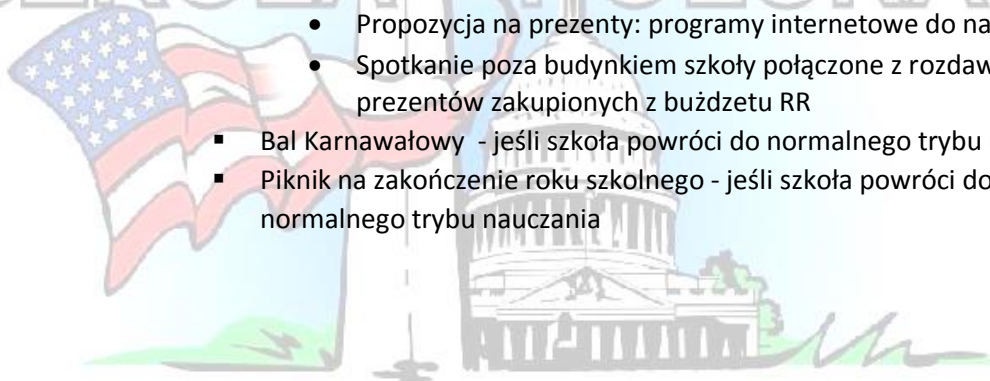 • Propozycja na prezenty: programy internetowe do na
• Spotkanie poza budynkiem szkoły połączone z rozdaw
prezentów zakupionych z bużdzetu RR
▪ Bal Karnawałowy - jeśli szkoła powróci do normalnego trybu
▪ Piknik na zakończenie roku szkolnego - jeśli szkoła powróci do
normalnego trybu nauczania